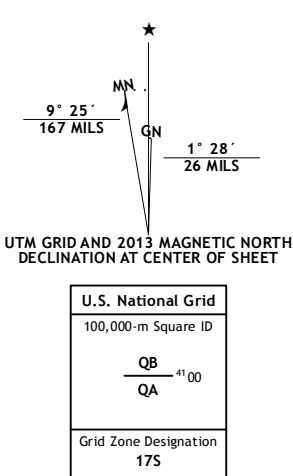 MN
9° 25´
167 MILS
GN
1° 28´
26 MILS
UTM GRID AND 2013 MAGNETIC NORTH
DECLINATION AT CENTER OF SHEET
U.S. National Grid
100,000-m Square ID
QB
4100
QA
Grid Zone Designation
17S